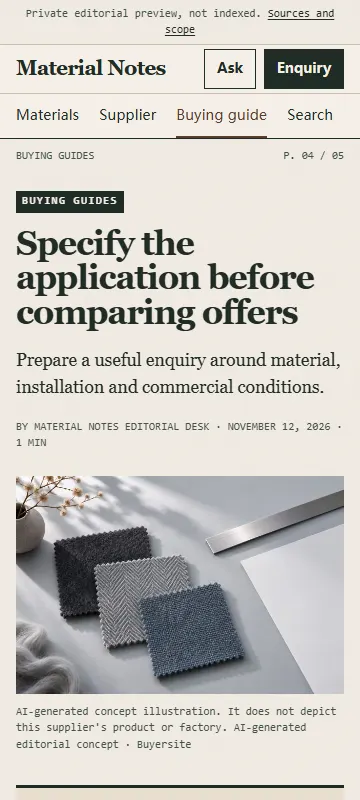 Private editorial preview, not indexed. Sources and
scope
Material Notes
Ask
Enquiry
Materials
Supplier
Buying guide
Search
BUYING GUIDES
P. 04 / 05
BUYING GUIDES
Specify the
application before
comparing offers
Prepare a useful enquiry around material,
installation and commercial conditions.
BY MATERIAL NOTES EDITORIAL DESK · NOVEMBER 12, 2026 ·
1 MIN
AI-generated concept illustration. It does not depict
this supplier's product or factory. AI-generated
editorial concept · Buyersite